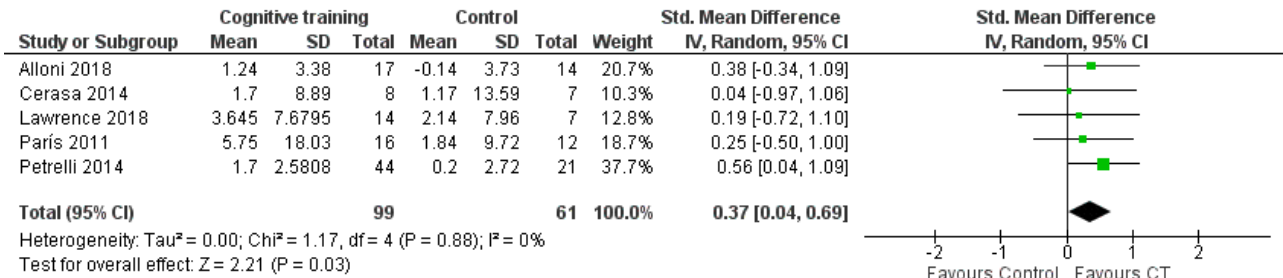 Cognitive training Control Std. Mean Difference Std. Mean Difference
Study or Subgroup Mean SD Total Mean SD Total Weight IV, Random, 95% CI IV, Random, 95% CI
Alloni 2018 1.24 3.38 17 -0.14 3.73 14 20.7% 0.38 [-0.34, 1.09]
Cerasa 2014 1.7 8.89 8 1.17 13.59 7 10.3% 0.04 [-0.97, 1.06]
Lawrence 2018 3.645 7.6795 14 2.14 7.96 7 12.8% 0.19 [-0.72, 1.10]
París 2011 5.75 18.03 16 1.84 9.72 12 18.7% 0.25 [-0.50, 1.00]
Petrelli 2014 1.7 2.5808 44 0.2 2.72 21 37.7% 0.56 [0.04, 1.09]
Total (95% CI) 99 61 100.0% 0.37 [0.04, 0.69]
Heterogeneity: Tau² = 0.00; Chi² = 1.17, df = 4 (P = 0.88); I² = 0%
Test for overall effect: Z = 2.21 (P = 0.03)
-2 -1 0 1 2
Favours Control Favours CT